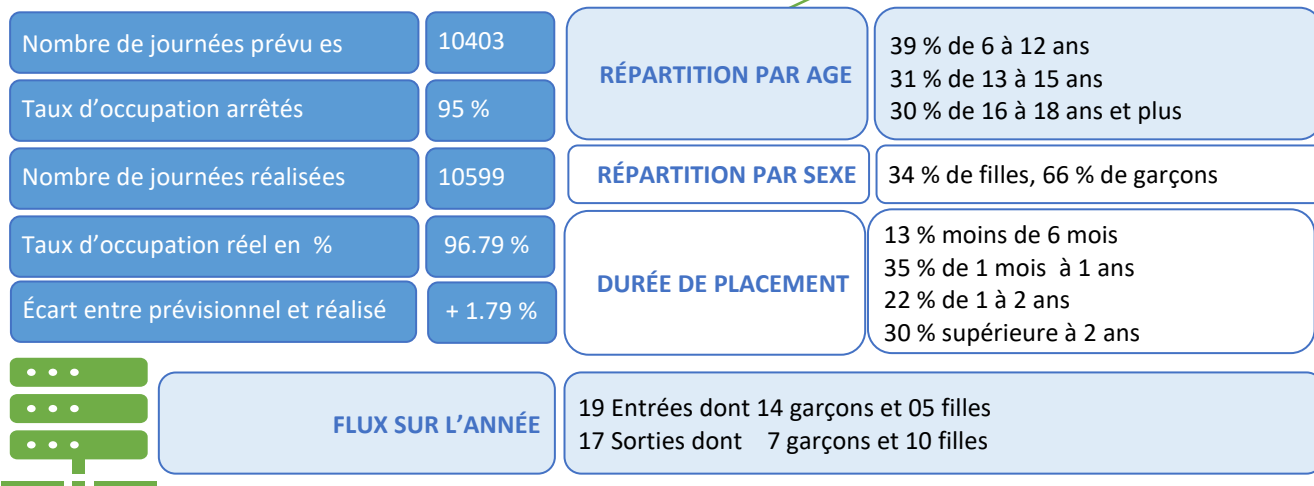 Nombre de journées prévu es 10403
Taux d’occupation arrêtés 95 %
Nombre de journées réalisées 10599
Taux d’occupation réel en % 96.79 %
Écart entre prévisionnel et réalisé + 1.79 %
RÉPARTITION PAR AGE
39 % de 6 à 12 ans
31 % de 13 à 15 ans
30 % de 16 à 18 ans et plus
RÉPARTITION PAR SEXE
34 % de filles, 66 % de garçons
DURÉE DE PLACEMENT
13 % moins de 6 mois
35 % de 1 mois à 1 ans
22 % de 1 à 2 ans
30 % supérieure à 2 ans
FLUX SUR L’ANNÉE
19 Entrées dont 14 garçons et 05 filles
17 Sorties dont 7 garçons et 10 filles